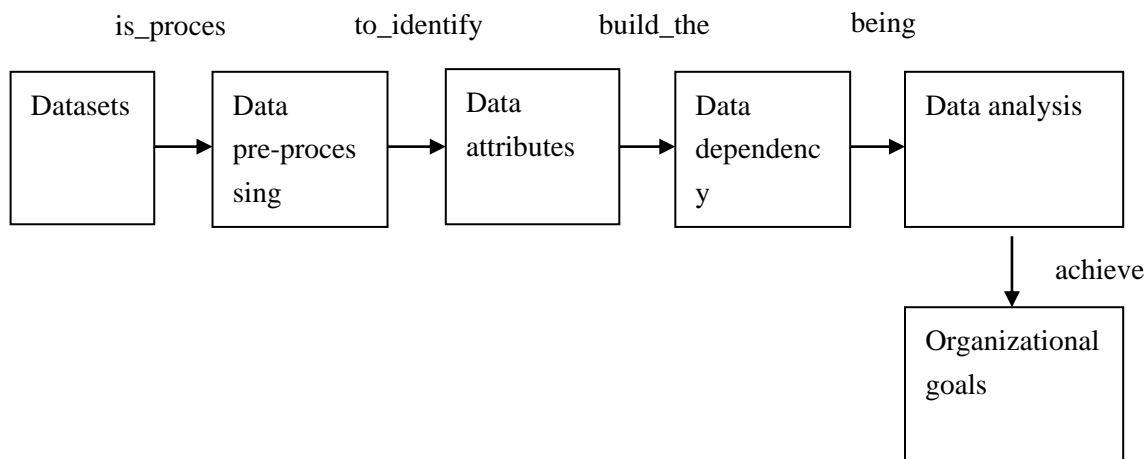 is_proces
to_identify
build_the
being
Datasets
Data
pre-proces
sing
Data
attributes
Data
dependenc
y
Data analysis
achieve
Organizational
goals